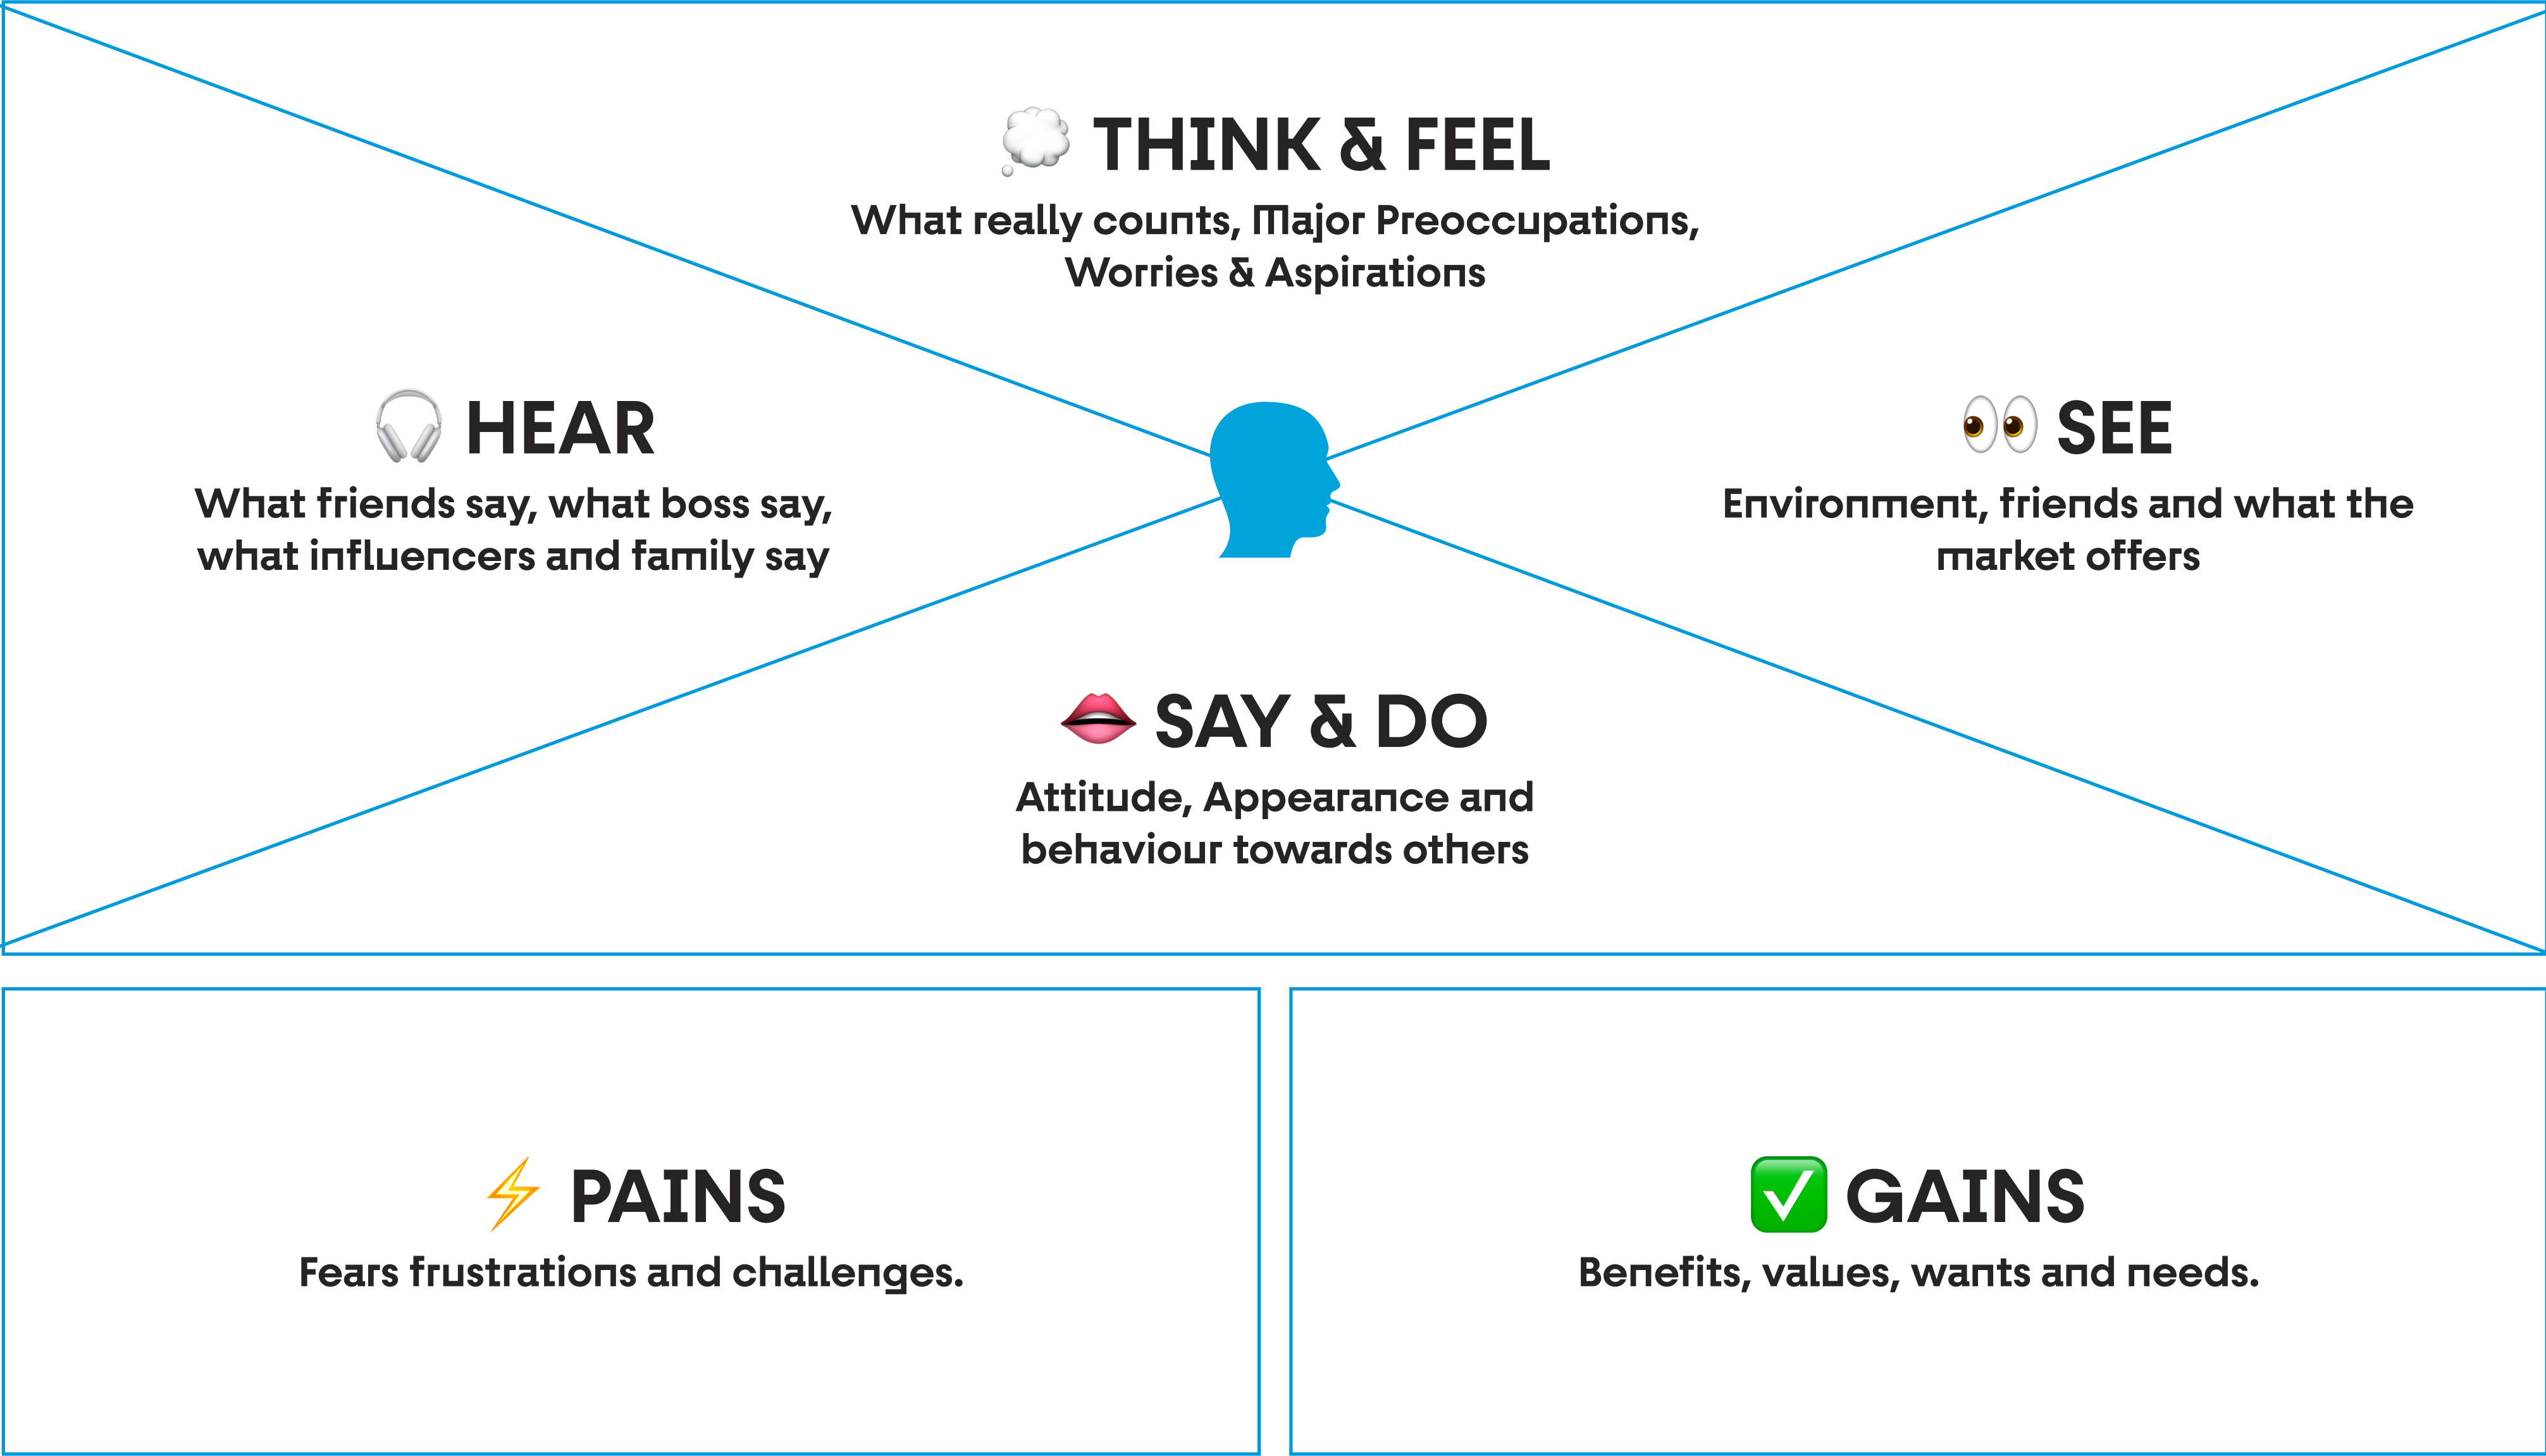 THINK & FEEL
What really counts, Major Preoccupations,
Worries & Aspirations
HEAR
What friends say, what boss say,
what influencers and family say
SEE
Environment, friends and what the
market offers
SAY & DO
Attitude, Appearance and
behaviour towards others
PAINS
Fears frustrations and challenges.
GAINS
Benefits, values, wants and needs.